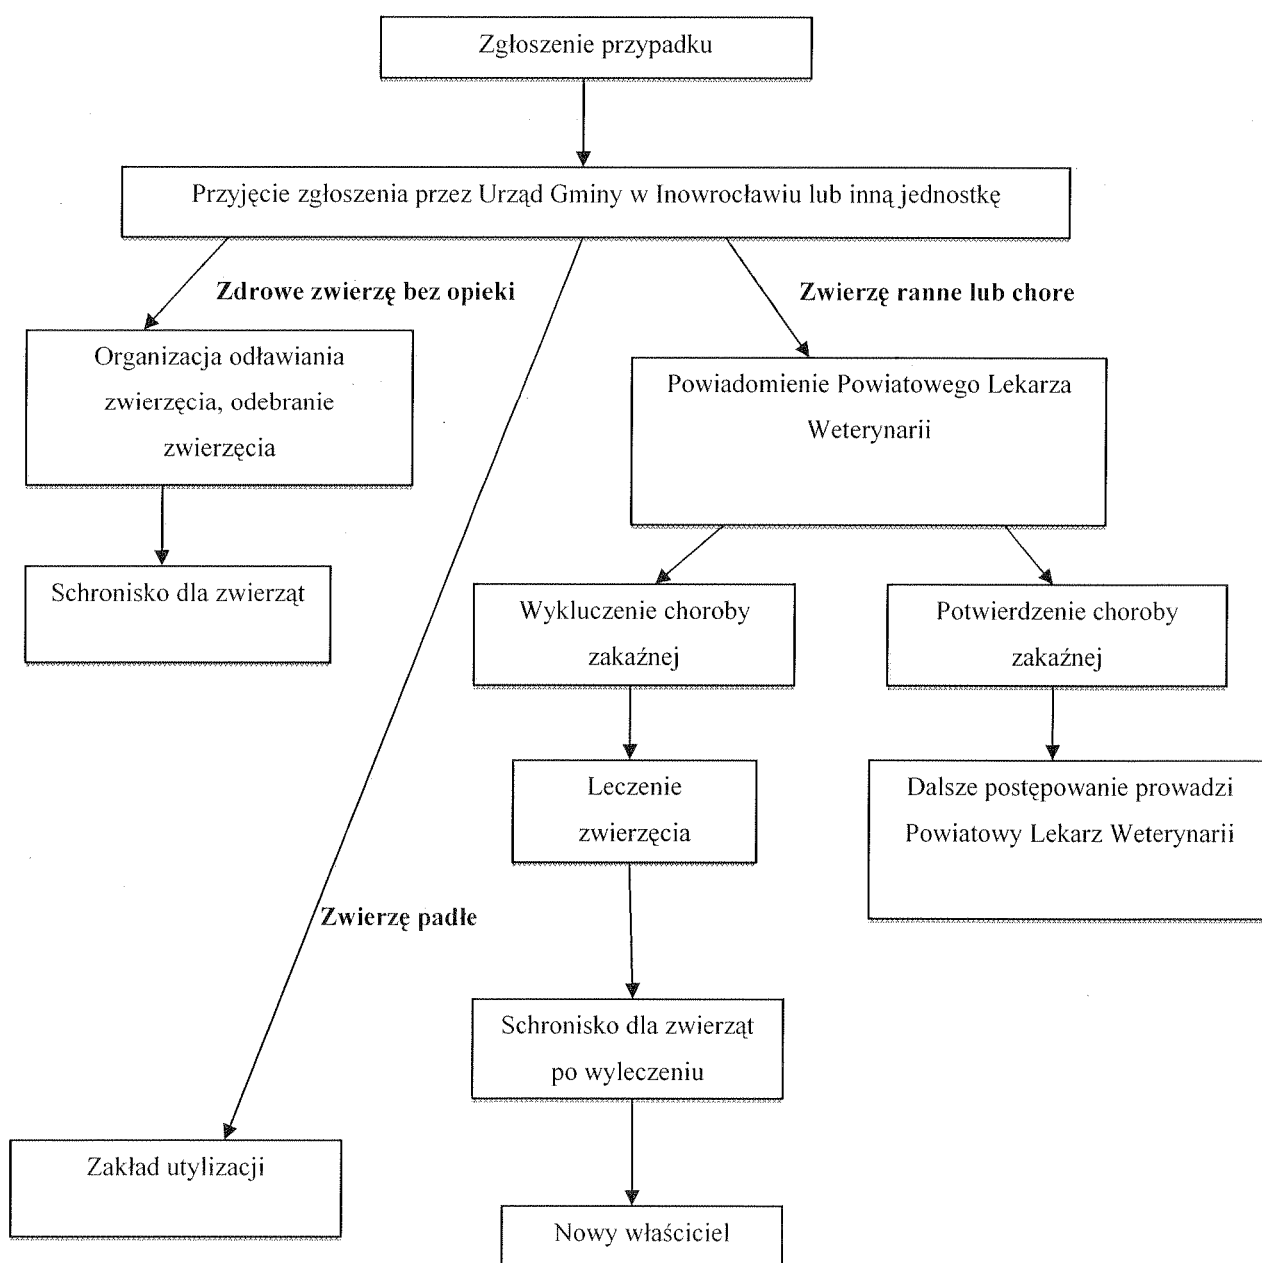 Zgłoszenie przypadku
Przyjęcie zgłoszenia przez Urząd Gminy w Inowrocławiu lub inną jednostkę
Zdrowe zwierzę bez opieki
Zwierzę ranne lub chore
Organizacja odławiania
zwierzęcia, odebranie
zwierzęcia
Powiadomienie Powiatowego Lekarza
Weterynarii
Schronisko dla zwierząt
Wykluczenie choroby
zakaźnej
Potwierdzenie choroby
zakaźnej
Leczenie
zwierzęcia
Dalsze postępowanie prowadzi
Powiatowy Lekarz Weterynarii
Zwierzę padłe
Schronisko dla zwierząt
po wyleczeniu
Zakład utylizacji
Nowy właściciel